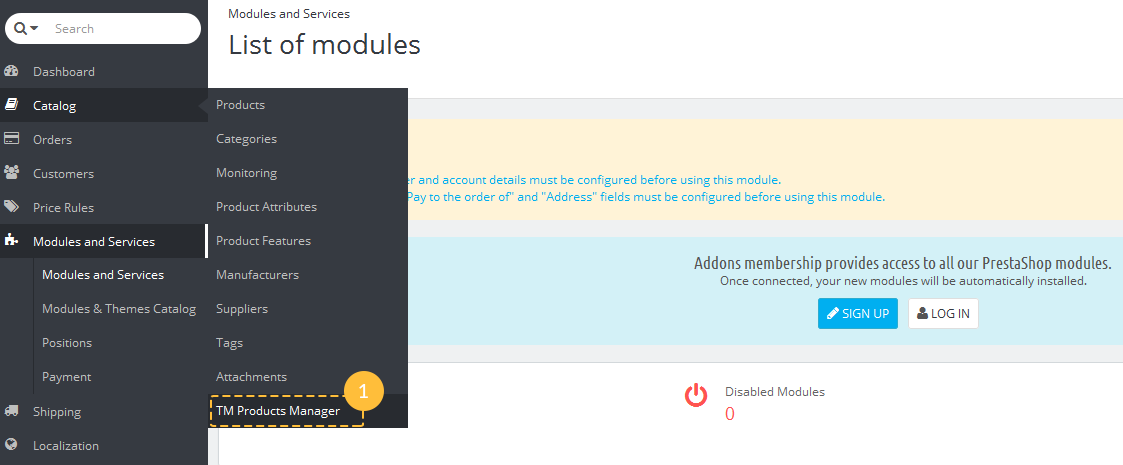 Search
Dashboard
Catalog
Orders
Customers
Price Rules
Modules and Services
Modules and Services
Modules & Themes Catalog
Positions
Payment
Shipping
Localization
Products
Categories
Monitoring
Product Attributes
Product Features
Manufacturers
Suppliers
Tags
Attachments
TM Products Manager
1
Modules and Services
List of modules
and account details must be configured before using this module.
Pay to the order of" and "Address" fields must be configured before using this module.
Addons membership provides access to all our PrestaShop modules.
Once connected, your new modules will be automatically installed.
SIGN UP
LOG IN
Disabled Modules
0